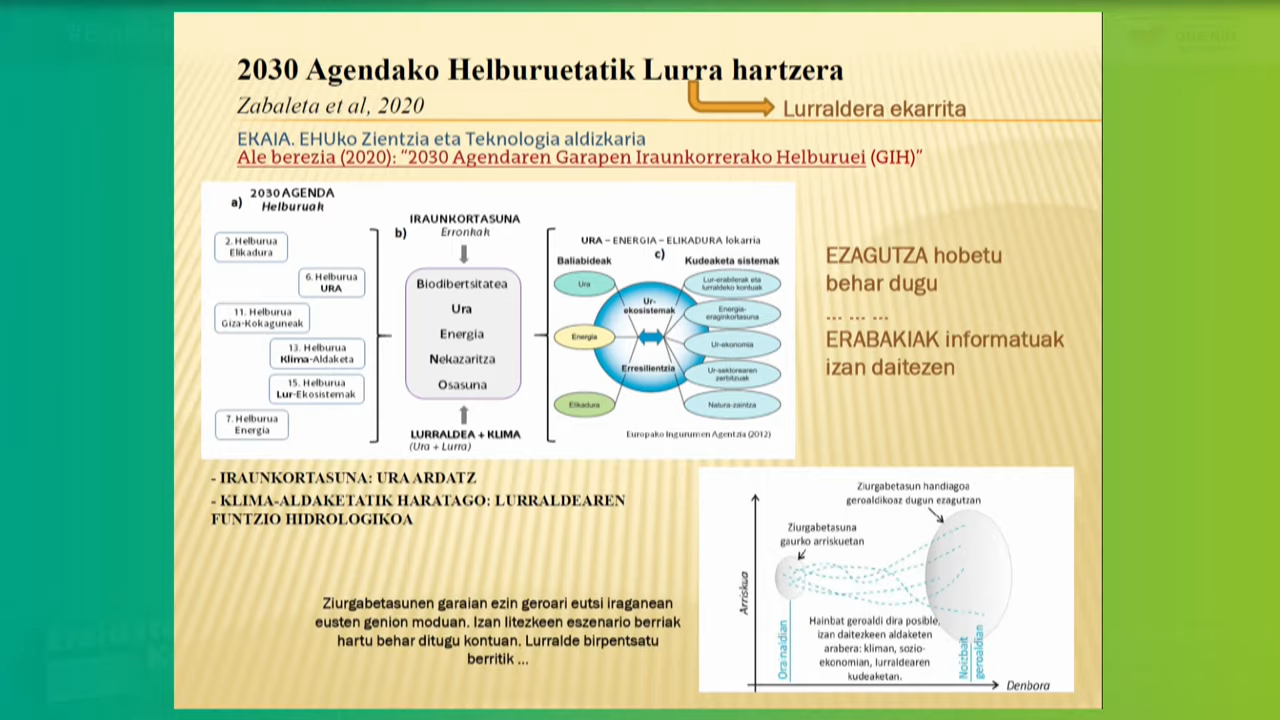 2030 Agendako Helburuetatik Lurra hartzera
Zabaleta et al, 2020
Lurraldera ekarrita
EKAIA. EHUko Zientzia eta Teknologia aldizkaria
Ale berezia (2020): “2030 Agendaren Garapen Iraunkorrerako Helburuei (GIH)”
a)
2030 AGENDA
Helburuak
2. Helburua
Elikadura
6. Helburua
URA
11. Helburua
Giza-Kokaguneak
13. Helburua
Klima-Aldaketa
15. Helburua
Lur-Ekosistemak
7. Helburua
Energia
IRAUNKORTASUNA
b)
Erronkak
Biodibertsitatea
Ura
Energia
Nekazaritza
Osasuna
LURRALDEA + KLIMA
(Ura + Lurra)
URA – ENERGIA – ELIKADURA lokarria
c)
Baliabideak
Kudeaketa sistemak
Ura
Energia
Elikadura
Ur-
ekosistemak
Erresilientzia
Lur-erabilerak eta
lurraldeko kontuak
Energia-
eraginkortasuna
Ur-ekonomia
Ur-sektorearen
zerbitzuak
Natura-zaintza
Europako Ingurumen Agentzia (2012)
EZAGUTZA hobetu
behar dugu
... ... ...
ERABAKIAK informatuak
izan daitezen
- IRAUNKORTASUNA: URA ARDATZ
- KLIMA-ALDAKETATIK HARATAGO: LURRALDEAREN
FUNTZIO HIDROLOGIKOA
Ziurgabetasunen garaian ezin geroari eutsi iraganean
eusten genion moduan. Izan litezkeen eszenario berriak
hartu behar ditugu kontuan. Lurralde birpentsatu
berritik ...
Ziurgabetasun handiagoa
geroaldikoaz dugun ezagutzan
Ziurgabetasuna
gaurko arriskuetan
Arriskua
Orain aldian
Hainbat geroaldi dira posible,
izan daitezkeen aldaketen
arabera: kliman, sozio-
ekonomian, lurraldearen
kudeaketan.
Noizbait
geroaldian
Denbora